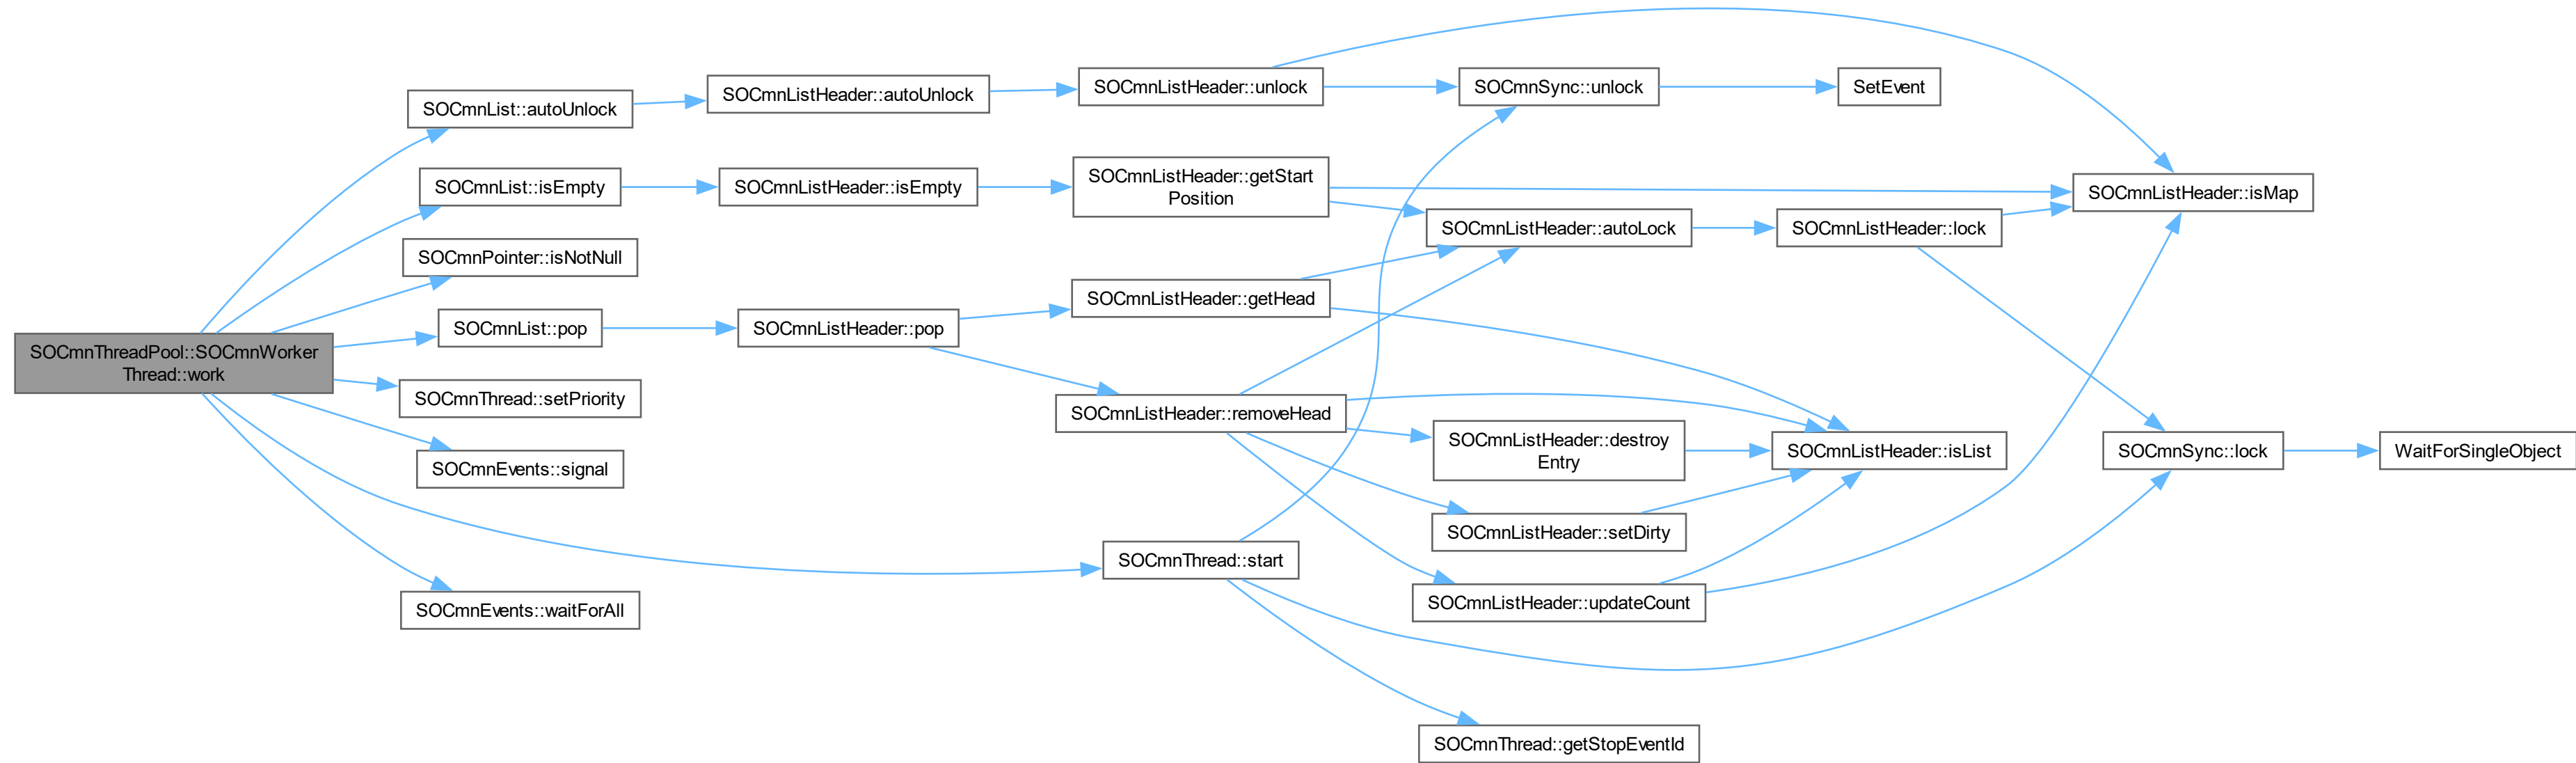 SOCmnThreadPool::SOCmnWorker
Thread::work
SOCmnList::autoUnlock
SOCmnList::isEmpty
SOCmnPointer::isNotNull
SOCmnList::pop
SOCmnThread::setPriority
SOCmnEvents::signal
SOCmnEvents::waitForAll
SOCmnListHeader::autoUnlock
SOCmnListHeader::isEmpty
SOCmnListHeader::pop
SOCmnListHeader::unlock
SOCmnListHeader::getStart
Position
SOCmnListHeader::getHead
SOCmnListHeader::removeHead
SOCmnThread::start
SOCmnSync::unlock
SOCmnListHeader::autoLock
SOCmnListHeader::destroy
Entry
SOCmnListHeader::setDirty
SOCmnListHeader::updateCount
SOCmnThread::getStopEventId
SetEvent
SOCmnListHeader::lock
SOCmnListHeader::isList
SOCmnListHeader::isMap
SOCmnSync::lock
WaitForSingleObject